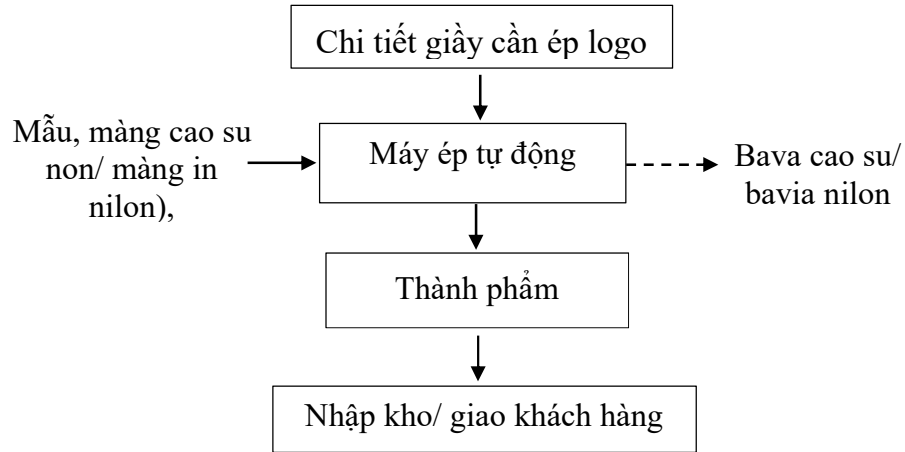 Chi tiết giầy cần ép logo
Mẫu, màng cao su
non/ màng in
nilon),
Máy ép tự động
Bava cao su/
bavia nilon
Thành phẩm
Nhập kho/ giao khách hàng